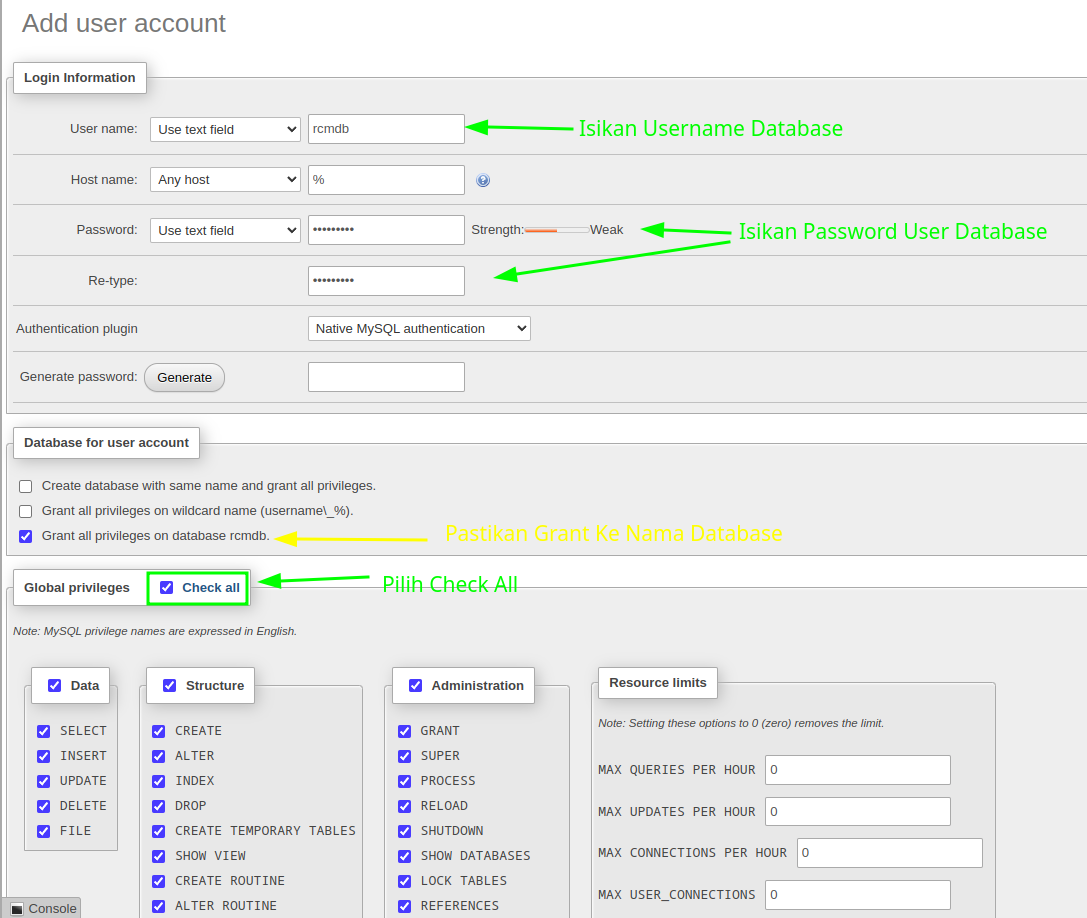 Add user account
Login Information
User name: Use text field rcmdb Isikan Username Database
Host name: Any host %
Password: Use text field ••••••••• Strength: Weak Isikan Password User Database
Re-type: •••••••••
Authentication plugin Native MySQL authentication
Generate password: Generate
Database for user account
Create database with same name and grant all privileges.
Grant all privileges on wildcard name (username\_%).
Grant all privileges on database rcmdb. Pastikan Grant Ke Nama Database
Global privileges Check all Pilih Check All
Note: MySQL privilege names are expressed in English.
Data
SELECT
INSERT
UPDATE
DELETE
FILE
Structure
CREATE
ALTER
INDEX
DROP
CREATE TEMPORARY TABLES
SHOW VIEW
CREATE ROUTINE
ALTER ROUTINE
Administration
GRANT
SUPER
PROCESS
RELOAD
SHUTDOWN
SHOW DATABASES
LOCK TABLES
REFERENCES
Resource limits
Note: Setting these options to 0 (zero) removes the limit.
MAX QUERIES PER HOUR 0
MAX UPDATES PER HOUR 0
MAX CONNECTIONS PER HOUR 0
MAX USER_CONNECTIONS 0
Console